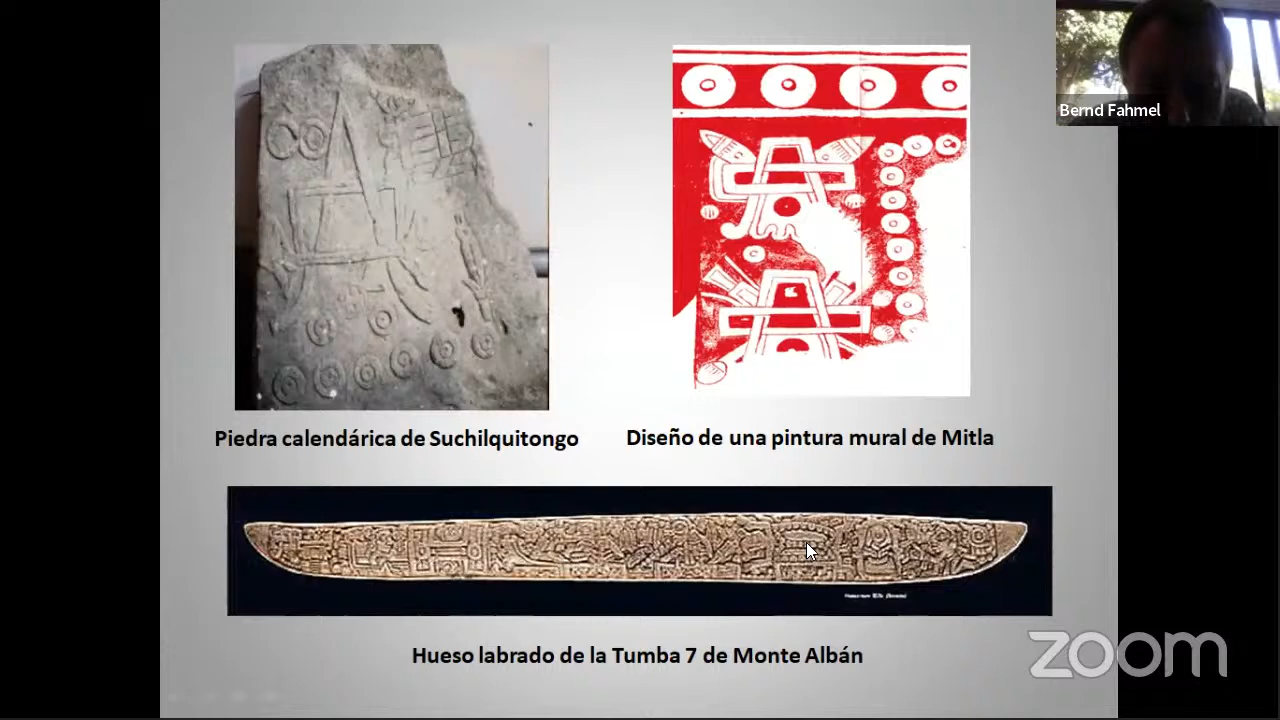 Bernd Fahmel
Piedra calendárica de Suchilquitongo
Diseño de una pintura mural de Mitla
Hueso labrado de la Tumba 7 de Monte Albán
zoom